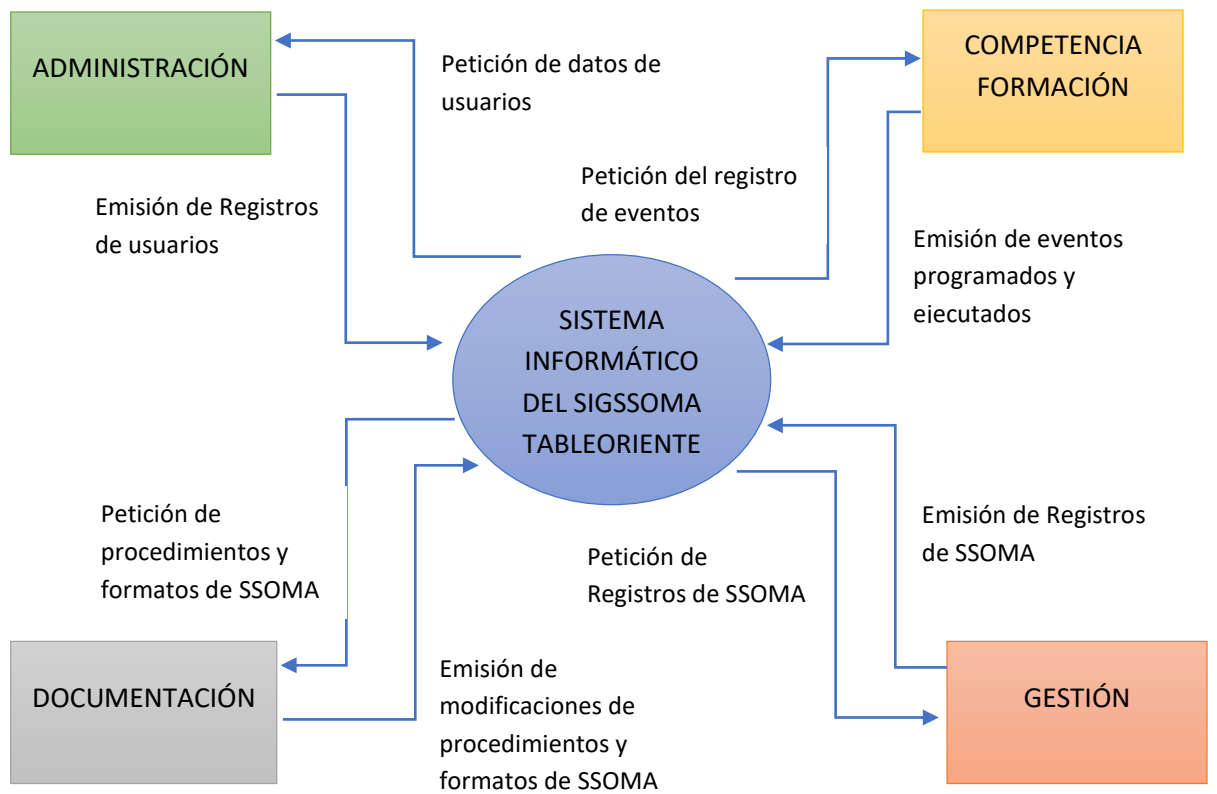 ADMINISTRACIÓN
Petición de datos de
usuarios
COMPETENCIA
FORMACIÓN
Emisión de Registros
de usuarios
Petición del registro
de eventos
Emisión de eventos
programados y
ejecutados
SISTEMA
INFORMÁTICO
DEL SIGSSOMA
TABLEORIENTE
Petición de
procedimientos y
formatos de SSOMA
Petición de
Registros de SSOMA
Emisión de Registros
de SSOMA
DOCUMENTACIÓN
Emisión de
modificaciones de
procedimientos y
formatos de SSOMA
GESTIÓN